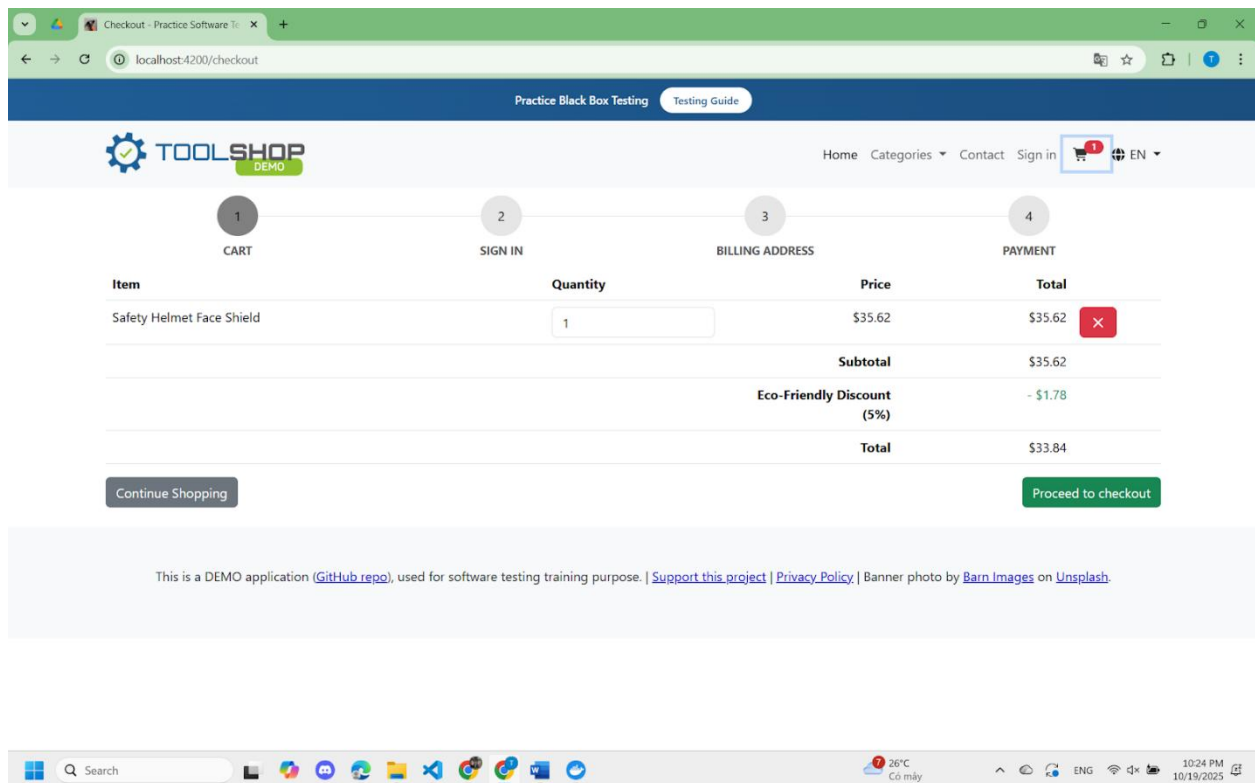 Checkout - Practice Software Te
localhost:4200/checkout
T
Practice Black Box Testing Testing Guide
TOOLSHOP
DEMO
Home Categories Contact Sign in 1 EN
1 2 3 4
CART SIGN IN BILLING ADDRESS PAYMENT
Item Quantity Price Total
Safety Helmet Face Shield 1 $35.62 $35.62
Subtotal $35.62
Eco-Friendly Discount - $1.78
(5%)
Total $33.84
Continue Shopping Proceed to checkout
This is a DEMO application (GitHub repo), used for software testing training purpose. | Support this project | Privacy Policy | Banner photo by Barn Images on Unsplash.
Search 7 26°C ENG 10:24 PM
Có mây 10/19/2025